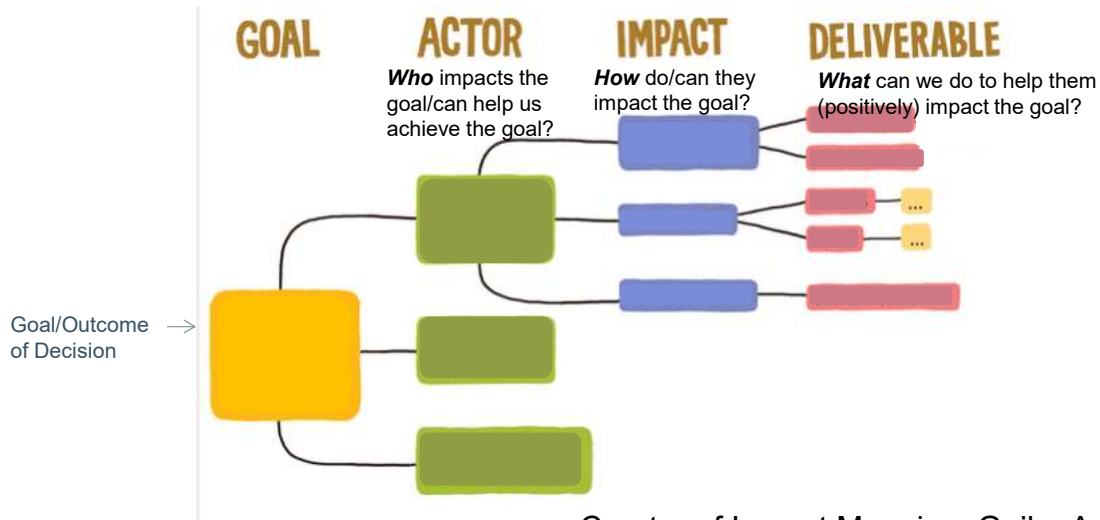 GOAL
ACTOR
IMPACT
DELIVERABLE
Who impacts the
goal/can help us
achieve the goal?
How do/can they
impact the goal?
What can we do to help them
(positively) impact the goal?
...
...
Goal/Outcome
of Decision